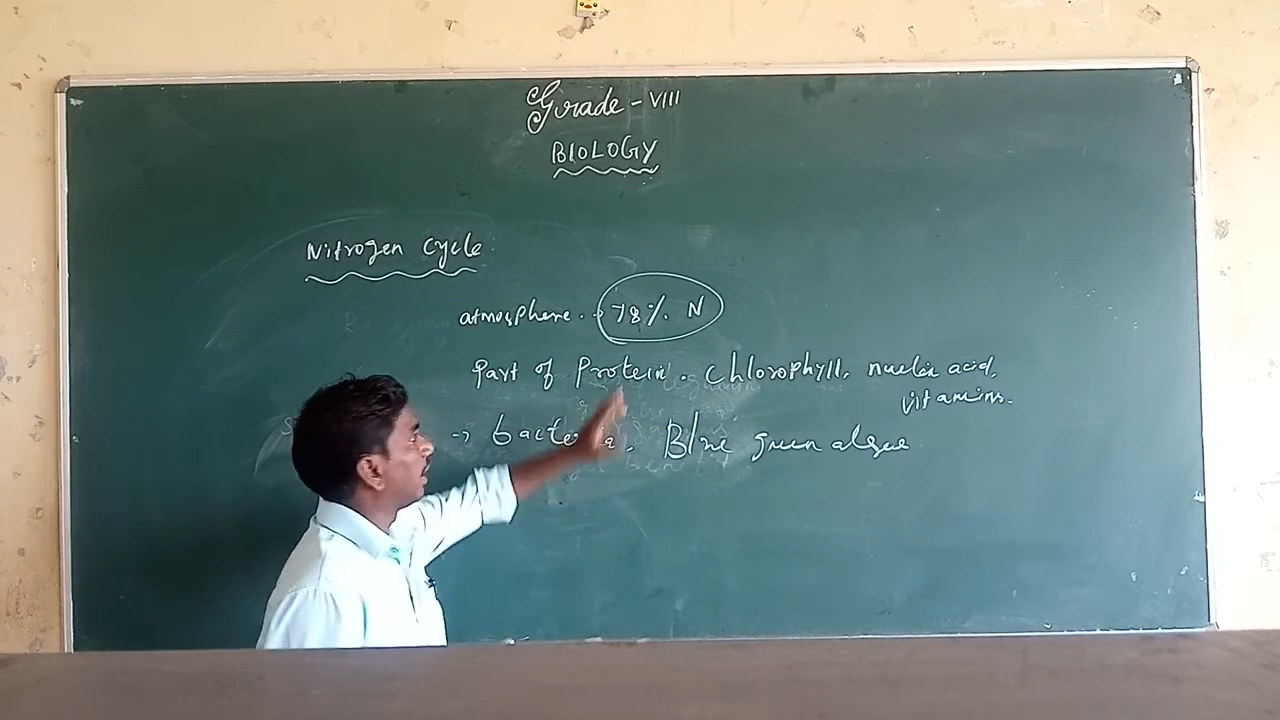 Grade - VIII
BIOLOGY
Nitrogen Cycle
atmosphere → 78% N
Part of Protein. Chlorophyll, nucleic acid,
vitamins.
→ bacteria. Blue green algae